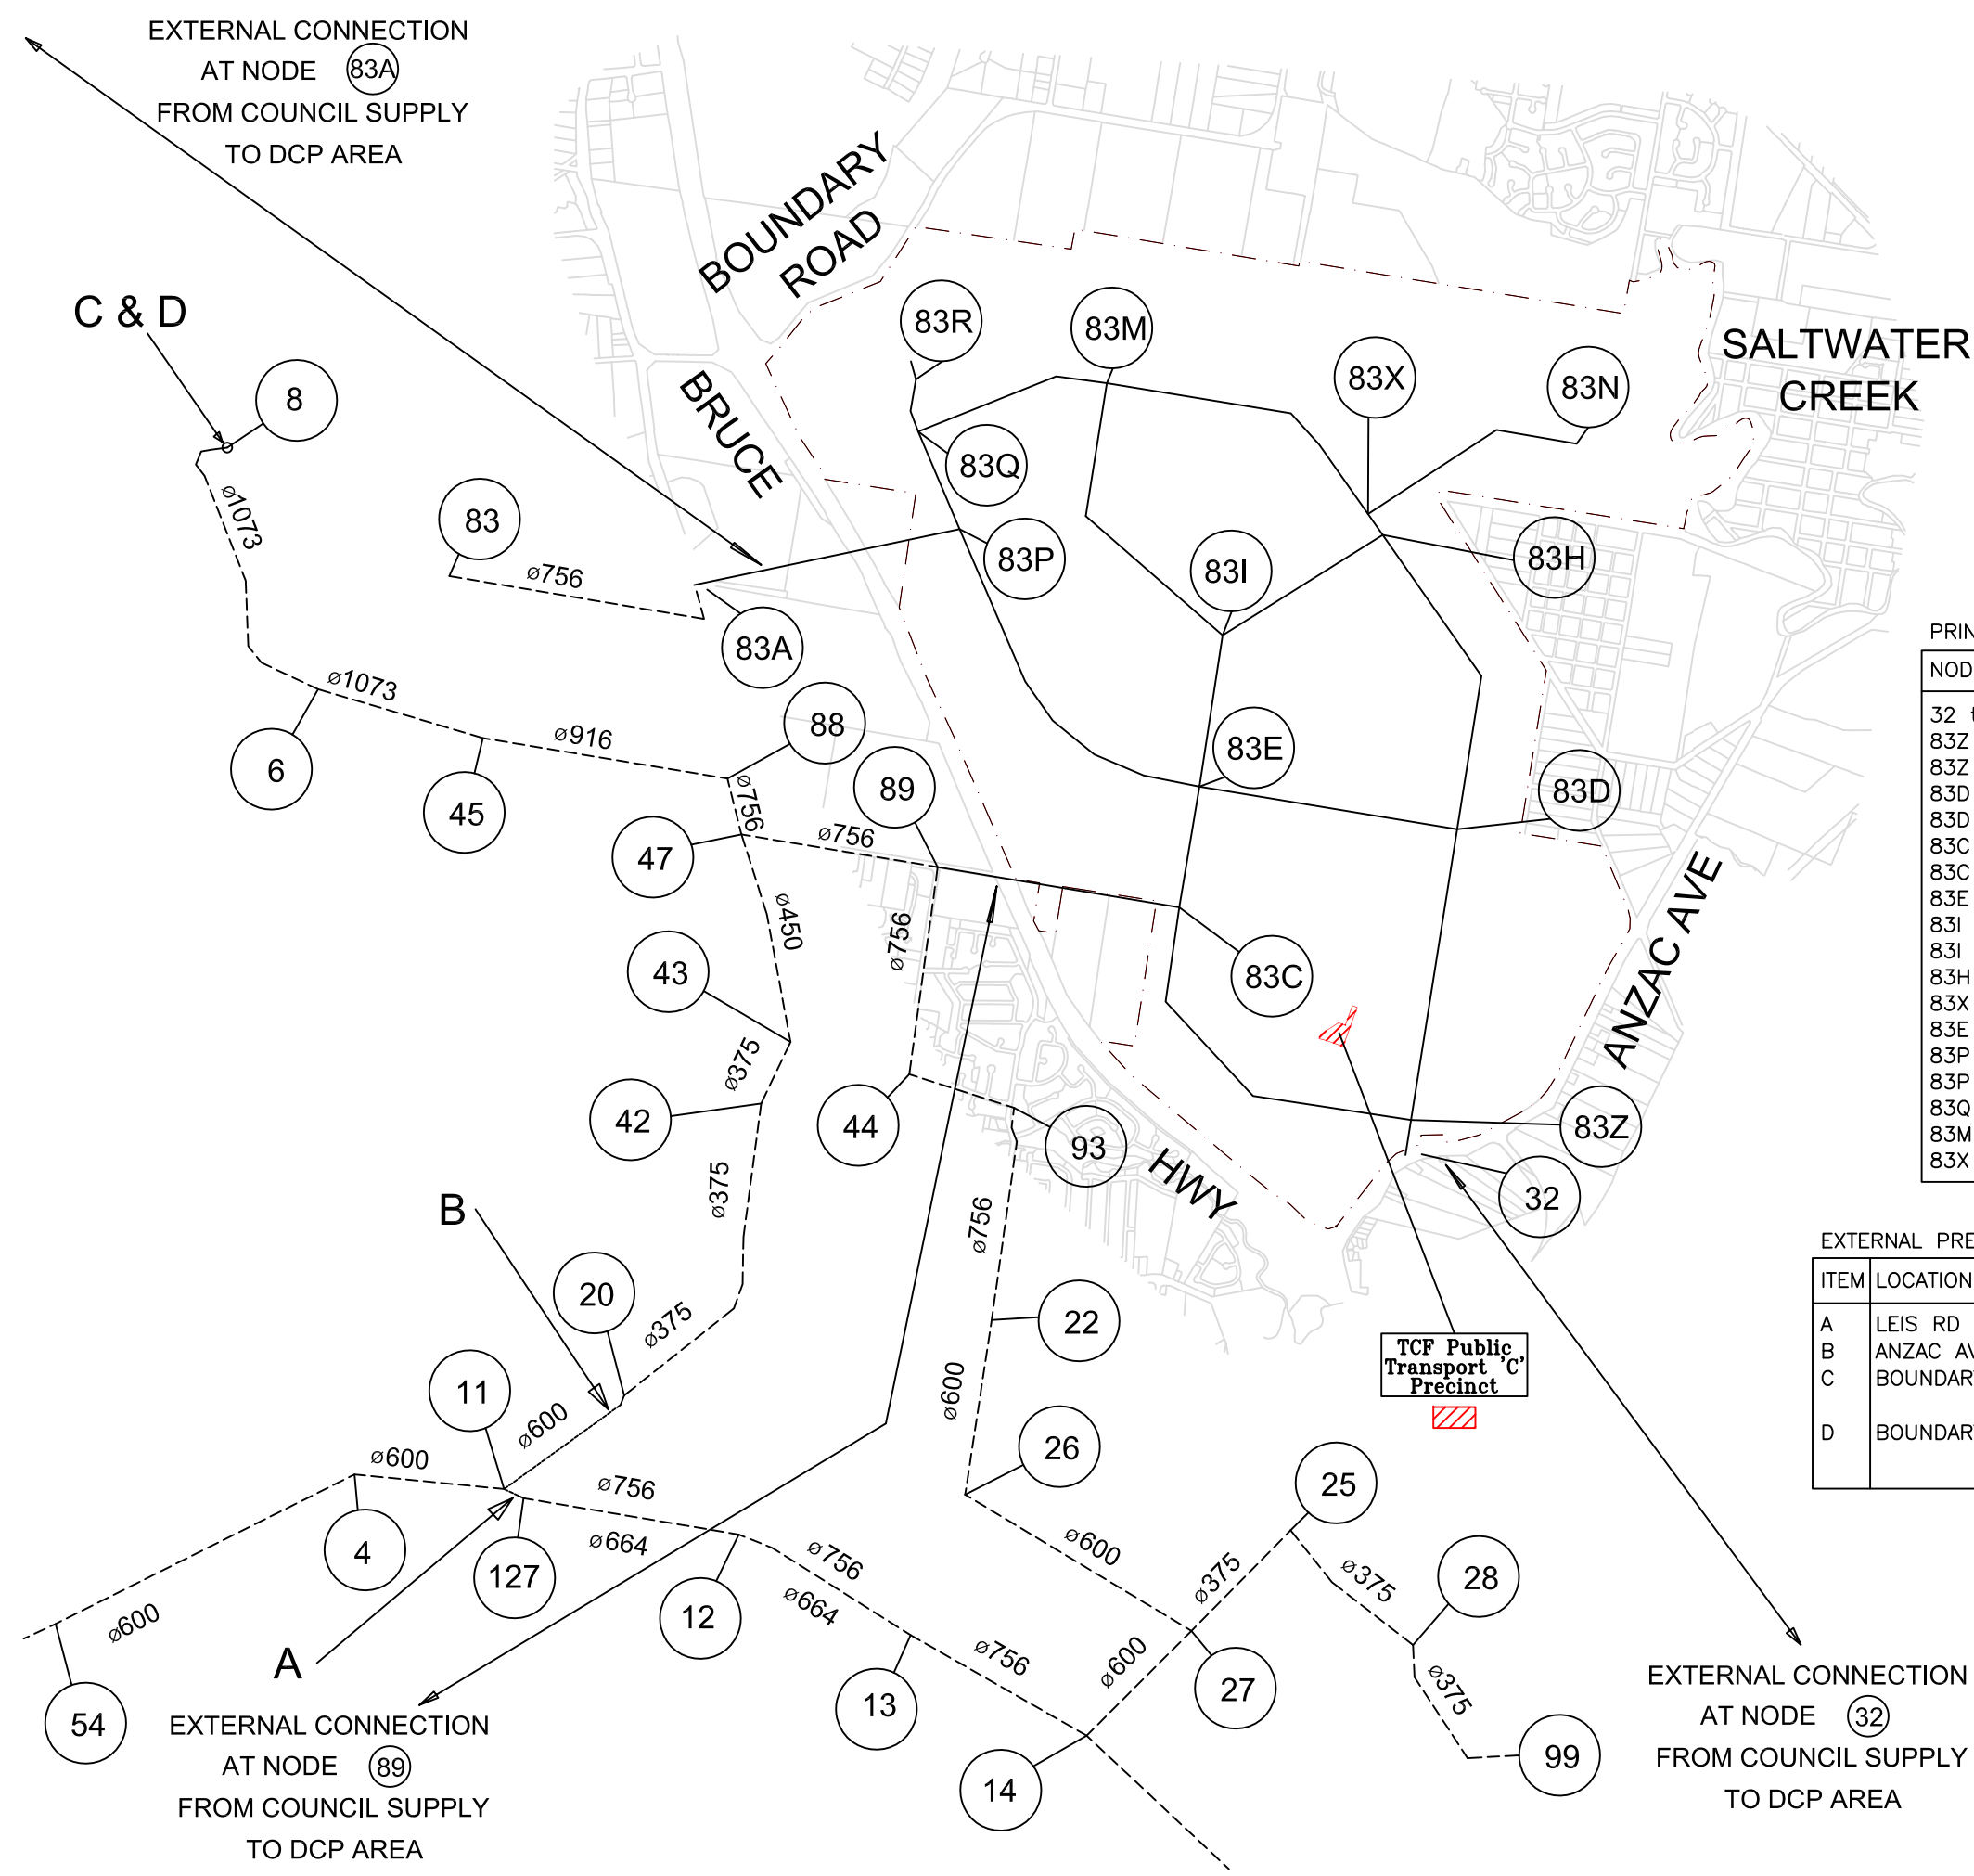 EXTERNAL CONNECTION
AT NODE 83A
FROM COUNCIL SUPPLY
TO DCP AREA
BOUNDARY
ROAD
C & D
83R
83M
SALTWATER
CREEK
83X
83N
BRUCE
8
83Q
ø1073
83
83P
83I
83H
ø756
83A
PRIN
NOD
32 t
83Z
83Z
83D
83D
83C
83C
83E
83I
83I
83H
83X
83E
83P
83P
83Q
83M
83X
ø1073
6
ø916
88
83E
45
89
83D
ø756
47
ø756
ø450
ø756
43
83C
ANZAC AVE
ø375
42
44
93
83Z
HWY
32
ø375
B
ø756
20
EXTERNAL PRE
ITEM LOCATION
A LEIS RD
B ANZAC AV
C BOUNDAR
D BOUNDAR
ø375
22
TCF Public
Transport 'C'
Precinct
11
ø600
ø600
26
ø600
ø756
25
4
127
ø664
ø600
ø756
ø375
ø375
28
ø664
12
ø600
ø756
ø600
A
13
27
ø375
54
14
99
EXTERNAL CONNECTION
AT NODE 89
FROM COUNCIL SUPPLY
TO DCP AREA
EXTERNAL CONNECTION
AT NODE 32
FROM COUNCIL SUPPLY
TO DCP AREA